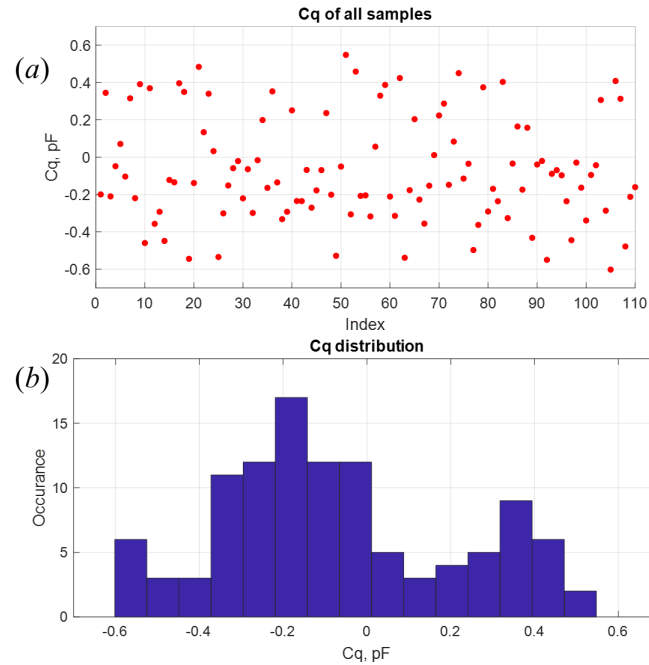 Cq of all samples
(a)
Cq, pF
0.6
0.4
0.2
0
-0.2
-0.4
-0.6
0 10 20 30 40 50 60 70 80 90 100 110
Index
Cq distribution
(b)
Occurance
20
15
10
5
0
-0.6 -0.4 -0.2 0 0.2 0.4 0.6
Cq, pF